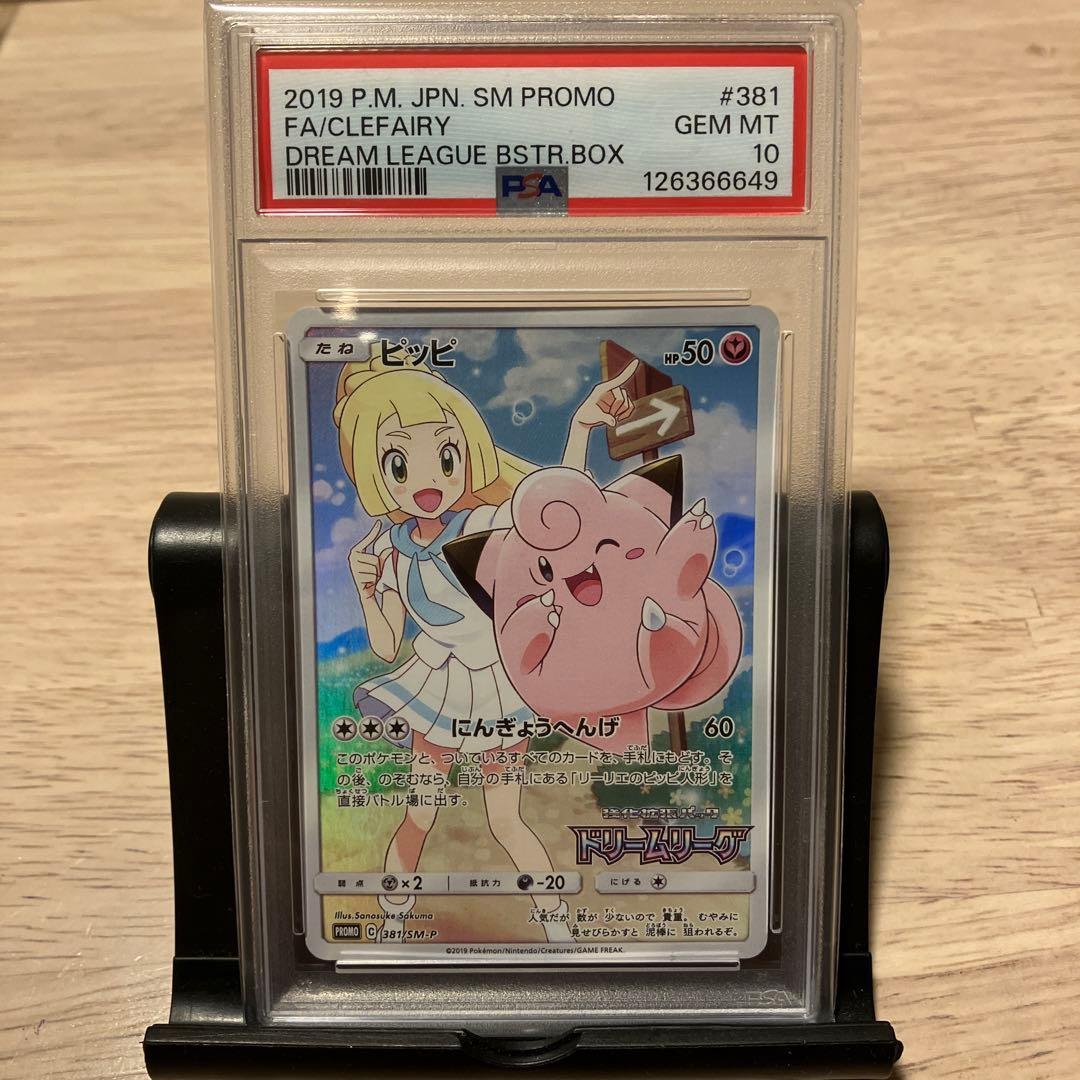 2019 P.M. JPN. SM PROMO #381
FA/CLEFAIRY GEM MT
DREAM LEAGUE BSTR.BOX 10
PSA 126366649
たね ピッピ HP50
にんぎょうへんげ 60
このポケモンと、ついているすべてのカードを、手札にもどす。そ
の後、のぞむなら、自分の手札にある「リーリエのピッピ人形」を
直接バトル場に出す。
強化拡張パック
ドリームリーグ
弱点 ×2 抵抗力 -20 にげる
Illus.Sanosuke Sakuma
人気だが 数が 少ないので 貴重。むやみに
PROMO C 381/SM-P 見せびらかすと 泥棒に 狙われるぞ。
©2019 Pokémon/Nintendo/Creatures/GAME FREAK.